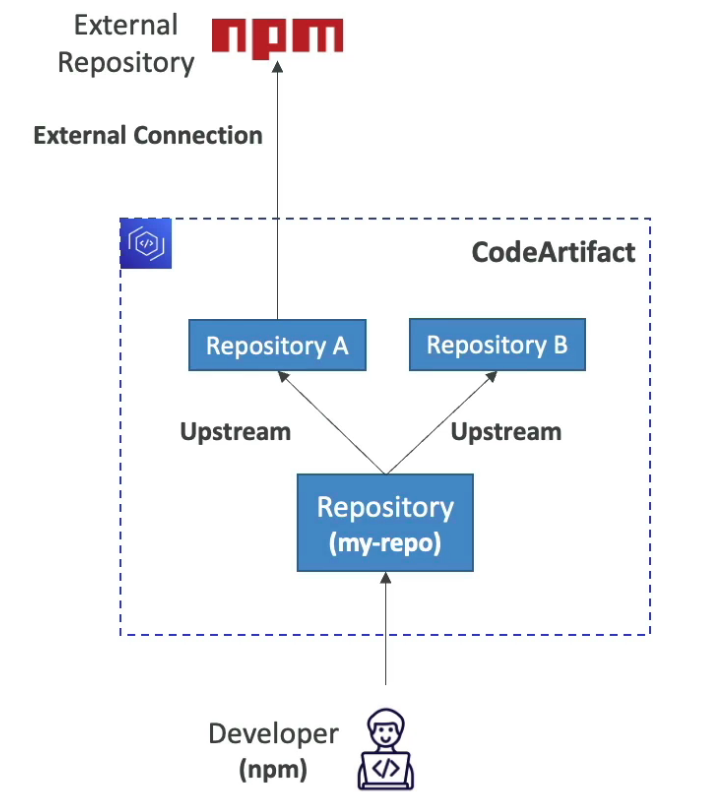 External
Repository
npm
External Connection
CodeArtifact
Repository A
Repository B
Upstream
Upstream
Repository
(my-repo)
Developer
(npm)